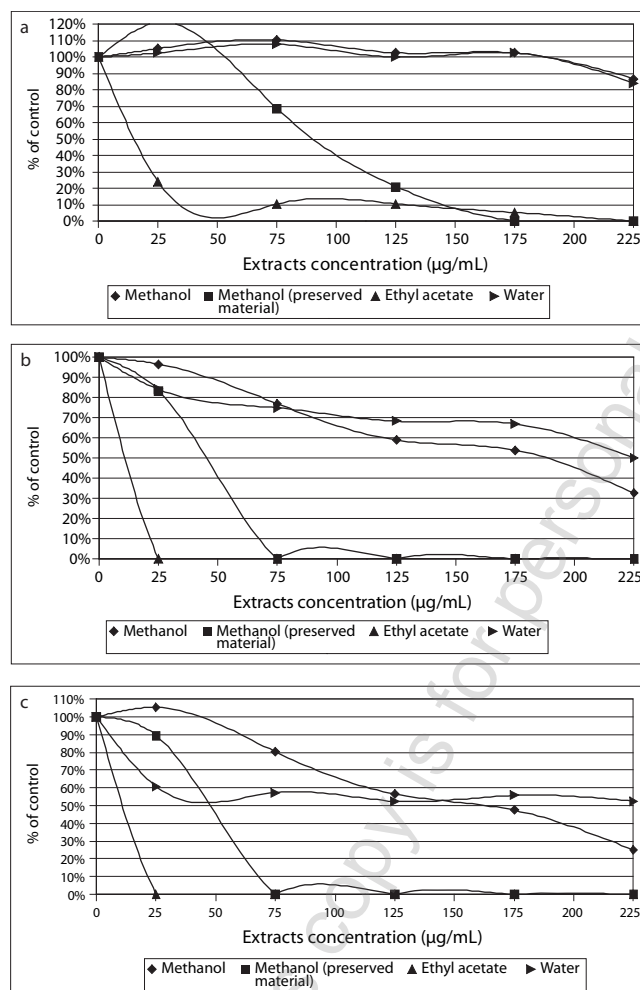 a
120%
110%
100%
90%
80%
70%
60%
50%
40%
30%
20%
10%
0%
% of control
0 25 50 75 100 125 150 175 200 225
Extracts concentration (µg/mL)
Methanol Methanol (preserved material) Ethyl acetate Water
b
100%
90%
80%
70%
60%
50%
40%
30%
20%
10%
0%
% of control
0 25 50 75 100 125 150 175 200 225
Extracts concentration (µg/mL)
Methanol Methanol (preserved material) Ethyl acetate Water
c
110%
100%
90%
80%
70%
60%
50%
40%
30%
20%
10%
0%
% of control
0 25 50 75 100 125 150 175 200 225
Extracts concentration (µg/mL)
Methanol Methanol (preserved material) Ethyl acetate Water
copy is for personal